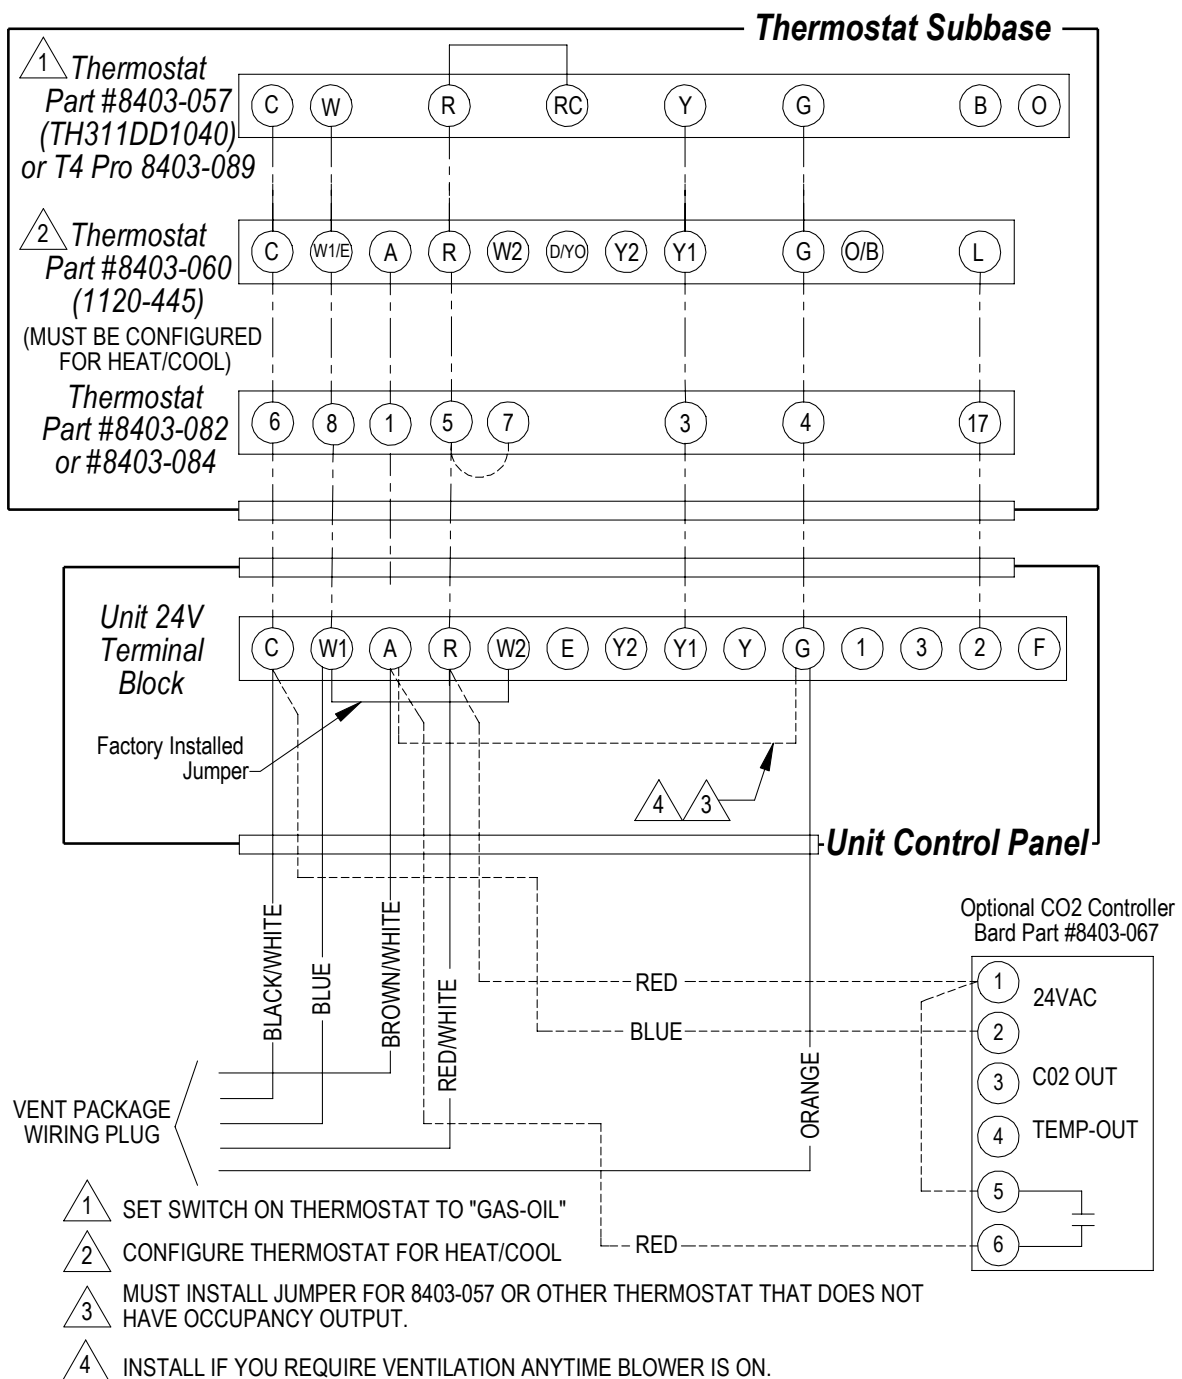 Thermostat Subbase
1 Thermostat
Part #8403-057
(TH311DD1040)
or T4 Pro 8403-089
C W R RC Y G B O
2 Thermostat
Part #8403-060
(1120-445)
(MUST BE CONFIGURED
FOR HEAT/COOL)
C W1/E A R W2 D/YO Y2 Y1 G O/B L
Thermostat
Part #8403-082
or #8403-084
6 8 1 5 7 3 4 17
Unit 24V
Terminal
Block
C W1 A R W2 E Y2 Y1 Y G 1 3 2 F
Factory Installed
Jumper
4 3
Unit Control Panel
BLACK/WHITE
BLUE
BROWN/WHITE
RED/WHITE
ORANGE
RED
BLUE
RED
Optional CO2 Controller
Bard Part #8403-067
1
24VAC
2
3 C02 OUT
4 TEMP-OUT
5
6
VENT PACKAGE
WIRING PLUG
1 SET SWITCH ON THERMOSTAT TO "GAS-OIL"
2 CONFIGURE THERMOSTAT FOR HEAT/COOL
3 MUST INSTALL JUMPER FOR 8403-057 OR OTHER THERMOSTAT THAT DOES NOT
HAVE OCCUPANCY OUTPUT.
4 INSTALL IF YOU REQUIRE VENTILATION ANYTIME BLOWER IS ON.